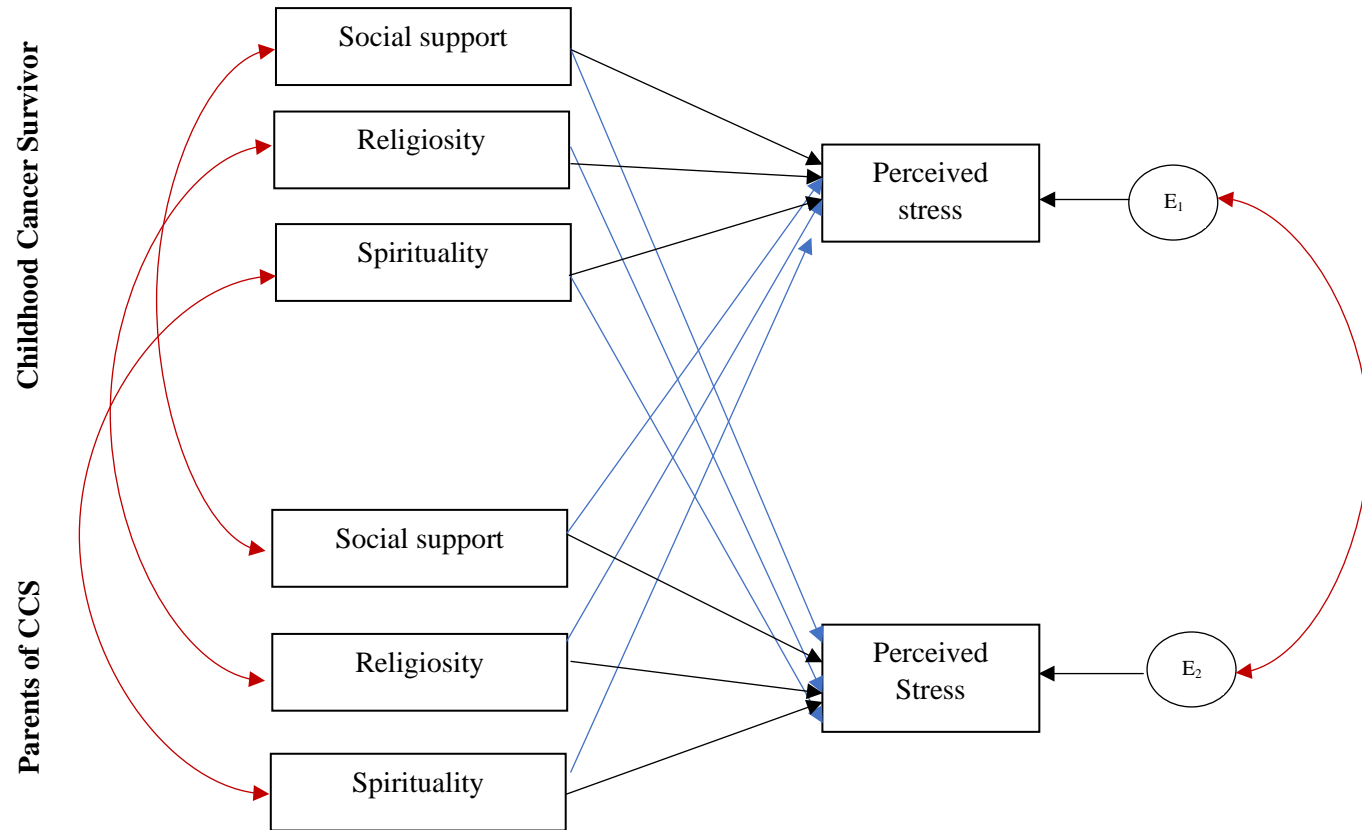 Childhood Cancer Survivor
Social support
Religiosity
Spirituality
Perceived
stress
E₁
Parents of CCS
Social support
Religiosity
Spirituality
Perceived
Stress
E₂